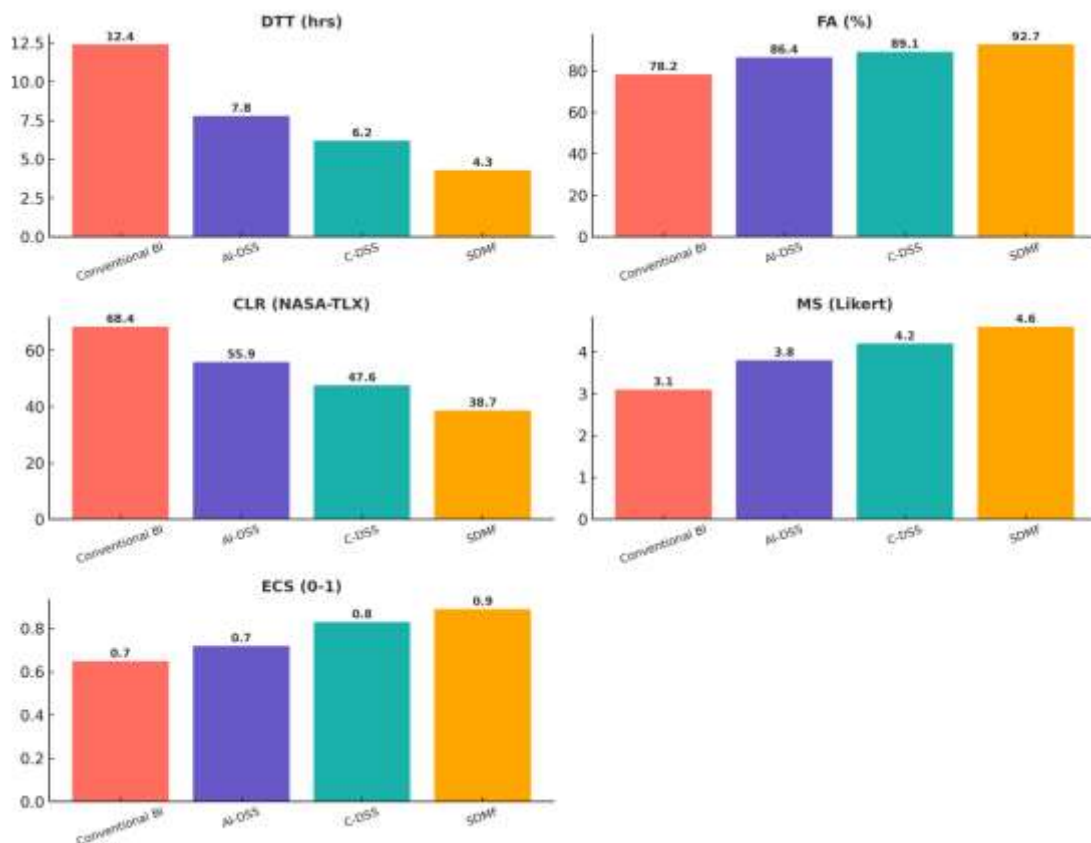 DTT (hrs)
12.5
10.0
7.5
5.0
2.5
0.0
12.4
7.8
6.2
4.3
Conventional BI
AI-DSS
C-DSS
SDMF
FA (%)
80
60
40
20
0
78.2
86.4
89.1
92.7
Conventional BI
AI-DSS
C-DSS
SDMF
CLR (NASA-TLX)
60
40
20
0
68.4
55.9
47.6
38.7
Conventional BI
AI-DSS
C-DSS
SDMF
MS (Likert)
4
3
2
1
0
3.1
3.8
4.2
4.6
Conventional BI
AI-DSS
C-DSS
SDMF
ECS (0-1)
0.8
0.6
0.4
0.2
0.0
0.7
0.7
0.8
0.9
Conventional BI
AI-DSS
C-DSS
SDMF